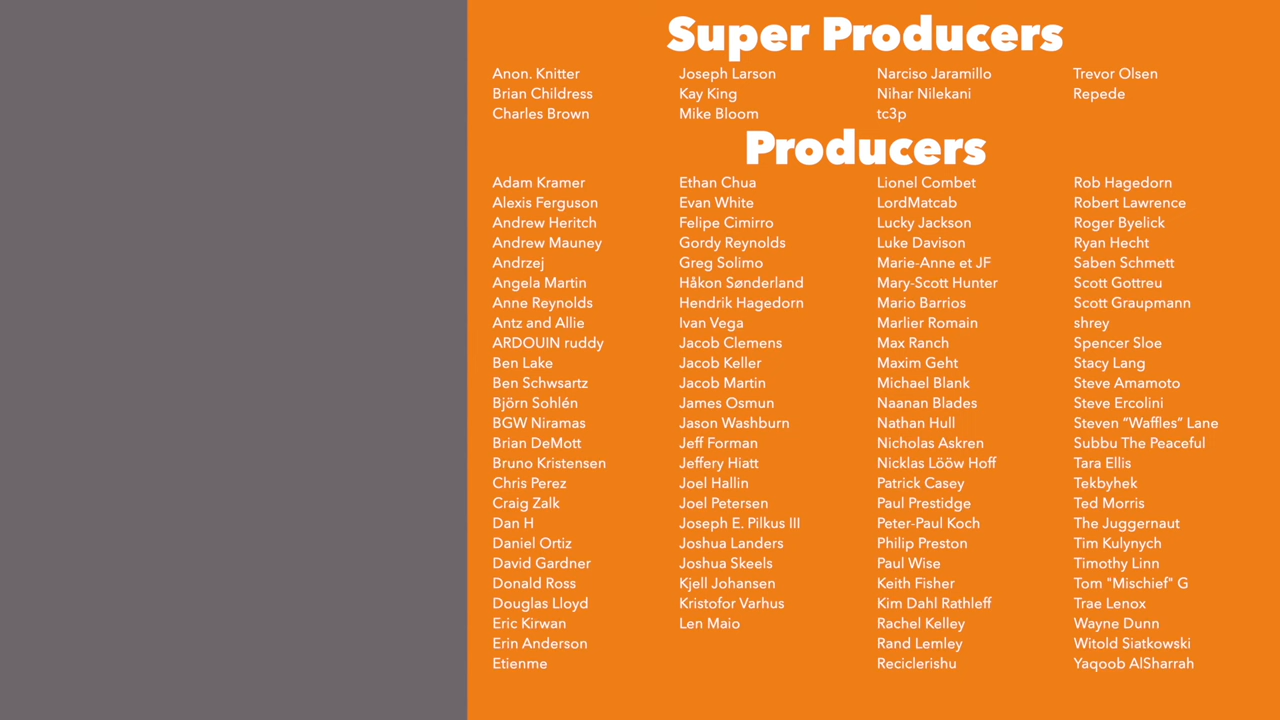 Super Producers
Anon. Knitter
Brian Childress
Charles Brown
Joseph Larson
Kay King
Mike Bloom
Narciso Jaramillo
Nihar Nilekani
tc3p
Trevor Olsen
Repede
Producers
Adam Kramer
Alexis Ferguson
Andrew Heritch
Andrew Mauney
Andrzej
Angela Martin
Anne Reynolds
Antz and Allie
ARDOUIN ruddy
Ben Lake
Ben Schwsartz
Björn Sohlén
BGW Niramas
Brian DeMott
Bruno Kristensen
Chris Perez
Craig Zalk
Dan H
Daniel Ortiz
David Gardner
Donald Ross
Douglas Lloyd
Eric Kirwan
Erin Anderson
Etienme
Ethan Chua
Evan White
Felipe Cimirro
Gordy Reynolds
Greg Solimo
Håkon Sønderland
Hendrik Hagedorn
Ivan Vega
Jacob Clemens
Jacob Keller
Jacob Martin
James Osmun
Jason Washburn
Jeff Forman
Jeffery Hiatt
Joel Hallin
Joel Petersen
Joseph E. Pilkus III
Joshua Landers
Joshua Skeels
Kjell Johansen
Kristofor Varhus
Len Maio
Lionel Combet
LordMatcab
Lucky Jackson
Luke Davison
Marie-Anne et JF
Mary-Scott Hunter
Mario Barrios
Marlier Romain
Max Ranch
Maxim Geht
Michael Blank
Naanan Blades
Nathan Hull
Nicholas Askren
Nicklas Lööw Hoff
Patrick Casey
Paul Prestidge
Peter-Paul Koch
Philip Preston
Paul Wise
Keith Fisher
Kim Dahl Rathleff
Rachel Kelley
Rand Lemley
Reciclerishu
Rob Hagedorn
Robert Lawrence
Roger Byelick
Ryan Hecht
Saben Schmett
Scott Gottreu
Scott Graupmann
shrey
Spencer Sloe
Stacy Lang
Steve Amamoto
Steve Ercolini
Steven “Waffles” Lane
Subbu The Peaceful
Tara Ellis
Tekbyhek
Ted Morris
The Juggernaut
Tim Kulynych
Timothy Linn
Tom "Mischief" G
Trae Lenox
Wayne Dunn
Witold Siatkowski
Yaqoob AlSharrah